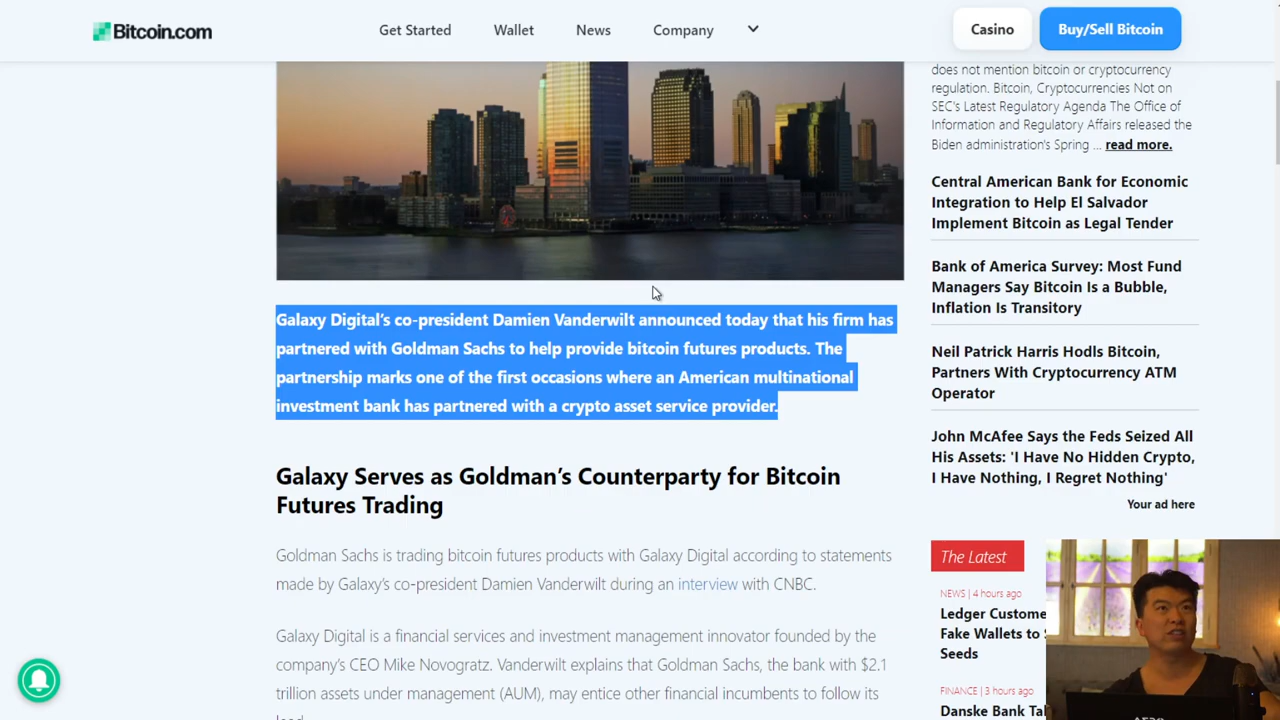 Bitcoin.com
Get Started
Wallet
News
Company
Casino
Buy/Sell Bitcoin
Galaxy Digital's co-president Damien Vanderwilt announced today that his firm has
partnered with Goldman Sachs to help provide bitcoin futures products. The
partnership marks one of the first occasions where an American multinational
investment bank has partnered with a crypto asset service provider.
Galaxy Serves as Goldman's Counterparty for Bitcoin
Futures Trading
Goldman Sachs is trading bitcoin futures products with Galaxy Digital according to statements
made by Galaxy's co-president Damien Vanderwilt during an interview with CNBC.
Galaxy Digital is a financial services and investment management innovator founded by the
company's CEO Mike Novogratz. Vanderwilt explains that Goldman Sachs, the bank with $2.1
trillion assets under management (AUM), may entice other financial incumbents to follow its
does not mention bitcoin or cryptocurrency
regulation. Bitcoin, Cryptocurrencies Not on
SEC's Latest Regulatory Agenda The Office of
Information and Regulatory Affairs released the
Biden administration's Spring ... read more.
Central American Bank for Economic
Integration to Help El Salvador
Implement Bitcoin as Legal Tender
Bank of America Survey: Most Fund
Managers Say Bitcoin Is a Bubble,
Inflation Is Transitory
Neil Patrick Harris Hodls Bitcoin,
Partners With Cryptocurrency ATM
Operator
John McAfee Says the Feds Seized All
His Assets: 'I Have No Hidden Crypto,
I Have Nothing, I Regret Nothing'
Your ad here
The Latest
NEWS | 4 hours ago
Ledger Custome
Fake Wallets to
Seeds
FINANCE | 3 hours ago
Danske Bank Tal